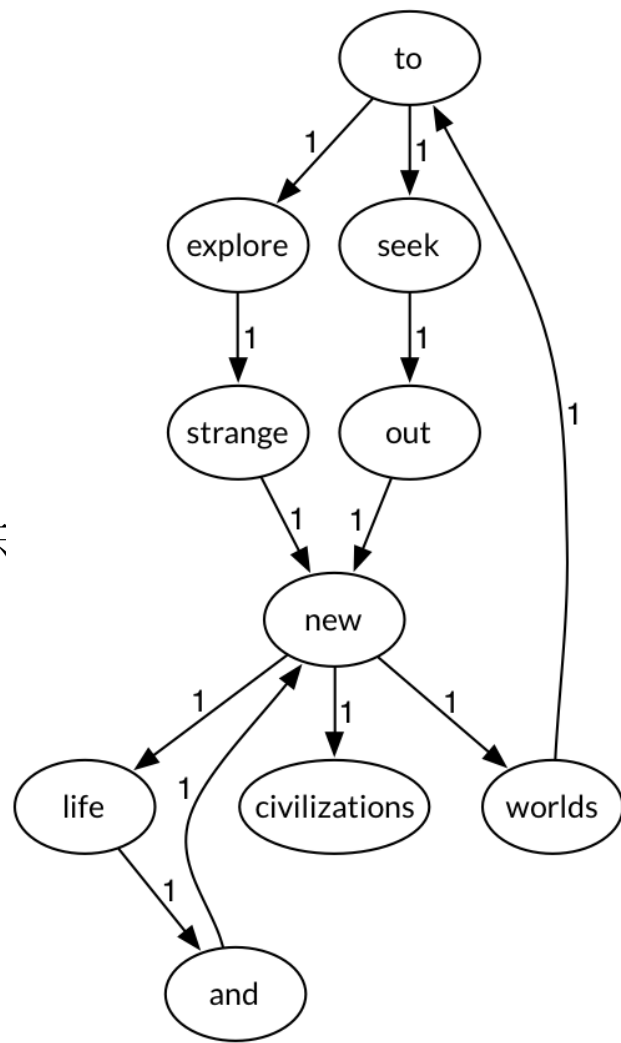 to
1 1
explore seek
1 1
1
strange out
1 1
new
1 1 1
1
life civilizations worlds
1
and